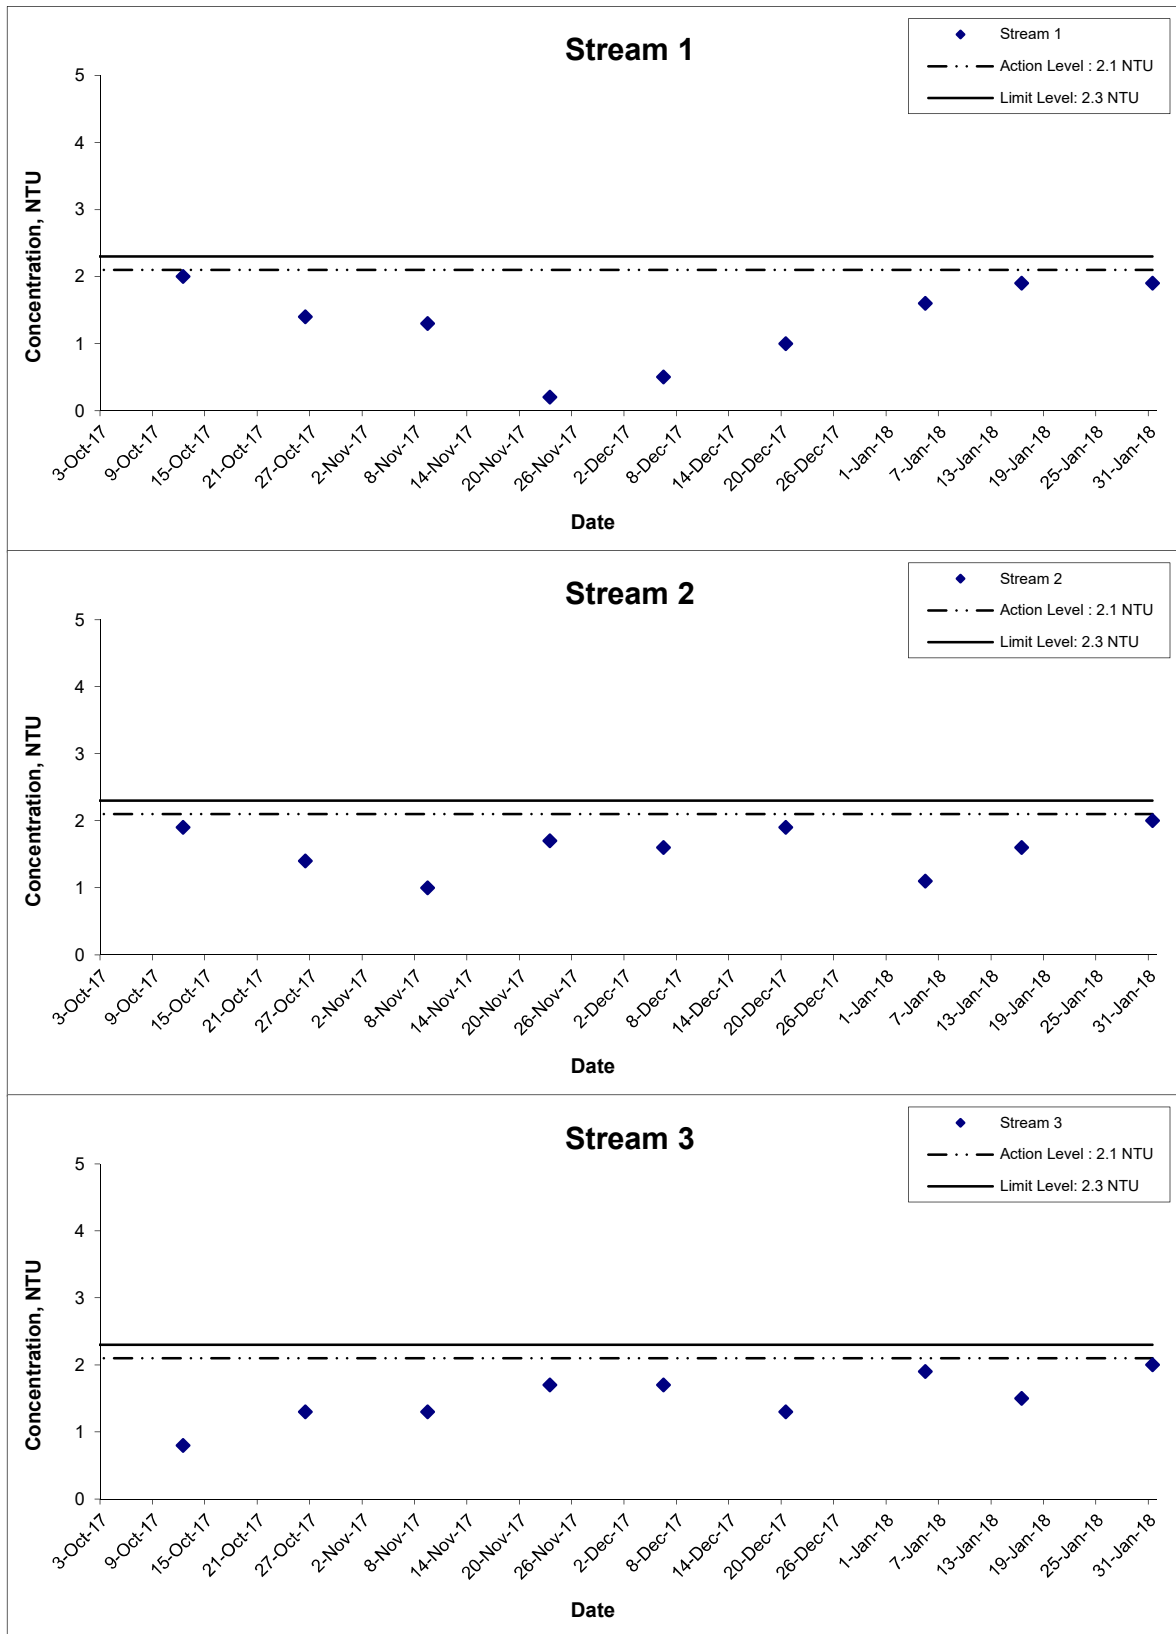 Stream 1
Stream 1
Action Level : 2.1 NTU
Limit Level: 2.3 NTU
Concentration, NTU
5
4
3
2
1
0
3-Oct-17
9-Oct-17
15-Oct-17
21-Oct-17
27-Oct-17
2-Nov-17
8-Nov-17
14-Nov-17
20-Nov-17
26-Nov-17
2-Dec-17
8-Dec-17
14-Dec-17
20-Dec-17
26-Dec-17
1-Jan-18
7-Jan-18
13-Jan-18
19-Jan-18
25-Jan-18
31-Jan-18
Date
Stream 2
Stream 2
Action Level : 2.1 NTU
Limit Level: 2.3 NTU
Concentration, NTU
5
4
3
2
1
0
3-Oct-17
9-Oct-17
15-Oct-17
21-Oct-17
27-Oct-17
2-Nov-17
8-Nov-17
14-Nov-17
20-Nov-17
26-Nov-17
2-Dec-17
8-Dec-17
14-Dec-17
20-Dec-17
26-Dec-17
1-Jan-18
7-Jan-18
13-Jan-18
19-Jan-18
25-Jan-18
31-Jan-18
Date
Stream 3
Stream 3
Action Level : 2.1 NTU
Limit Level: 2.3 NTU
Concentration, NTU
5
4
3
2
1
0
3-Oct-17
9-Oct-17
15-Oct-17
21-Oct-17
27-Oct-17
2-Nov-17
8-Nov-17
14-Nov-17
20-Nov-17
26-Nov-17
2-Dec-17
8-Dec-17
14-Dec-17
20-Dec-17
26-Dec-17
1-Jan-18
7-Jan-18
13-Jan-18
19-Jan-18
25-Jan-18
31-Jan-18
Date